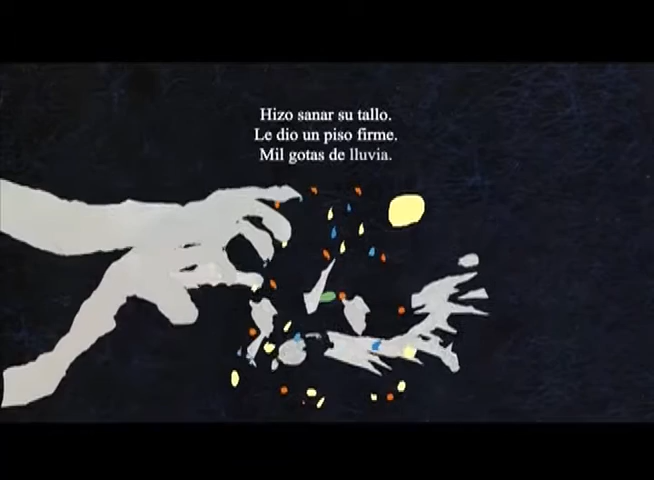 Hizo sanar su tallo.
Le dio un piso firme.
Mil gotas de lluvia.